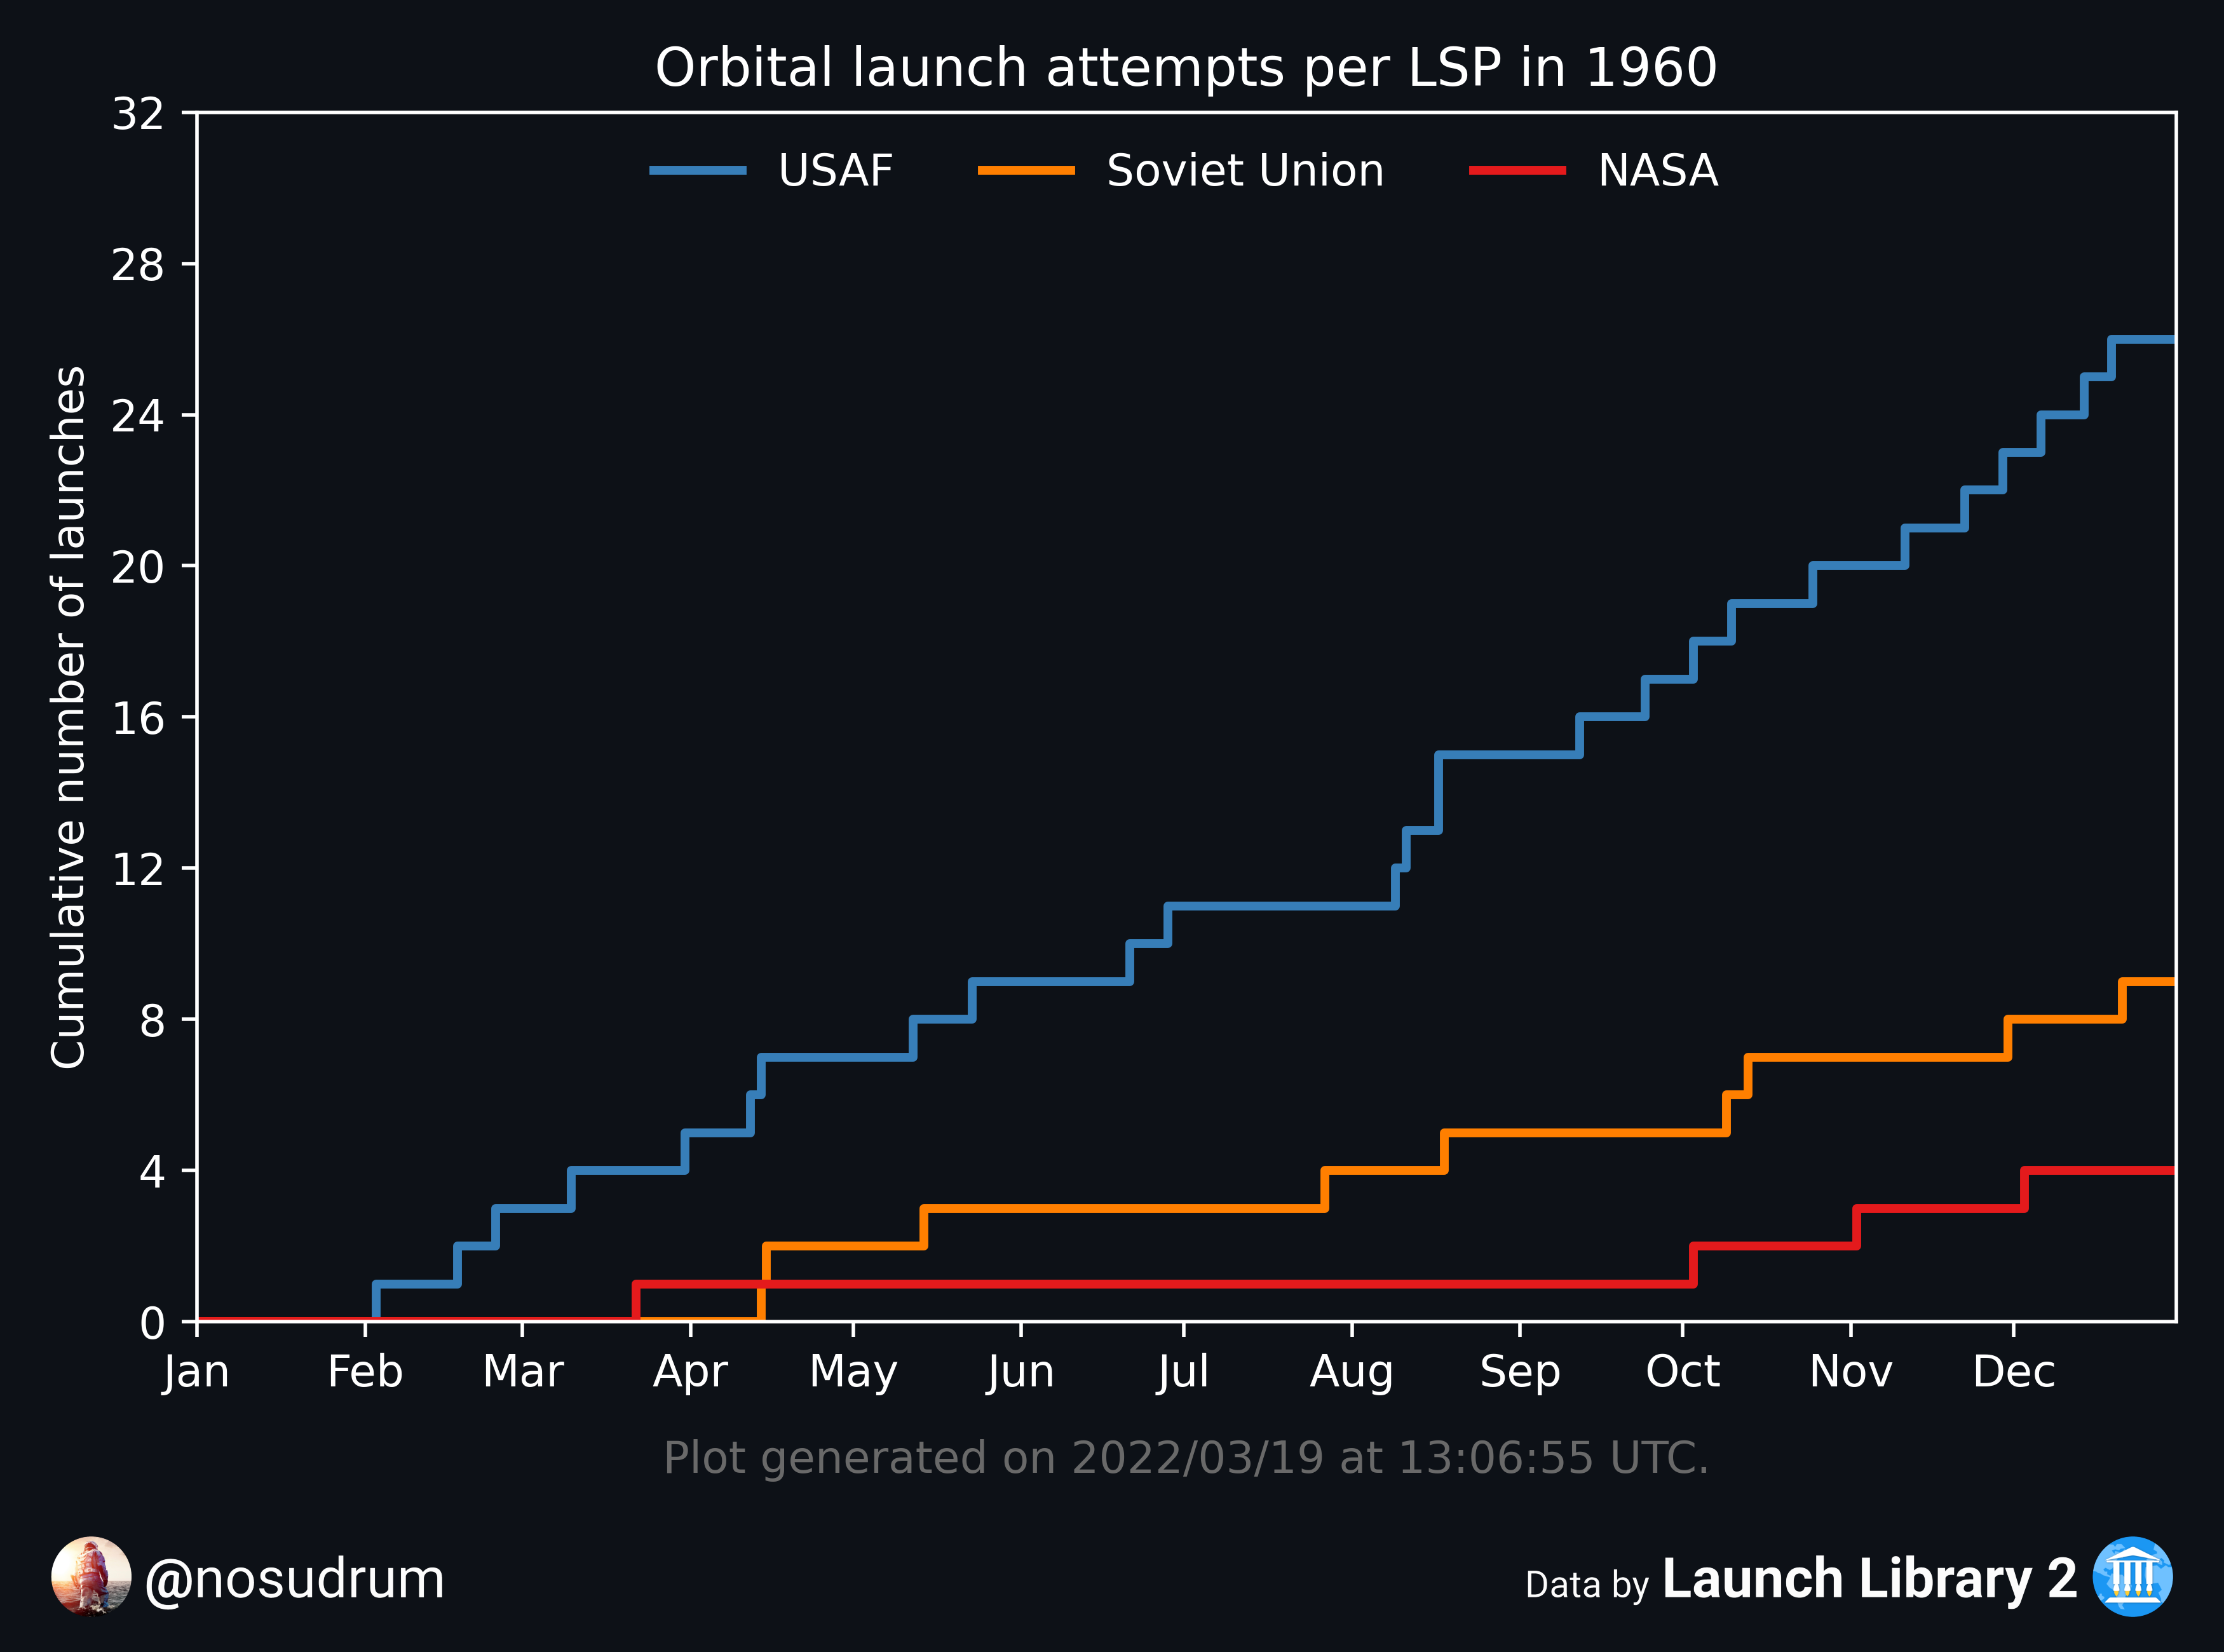 Orbital launch attempts per LSP in 1960
USAF Soviet Union NASA
Cumulative number of launches
32
28
24
20
16
12
8
4
0
Jan Feb Mar Apr May Jun Jul Aug Sep Oct Nov Dec
Plot generated on 2022/03/19 at 13:06:55 UTC.
@nosudrum
Data by Launch Library 2